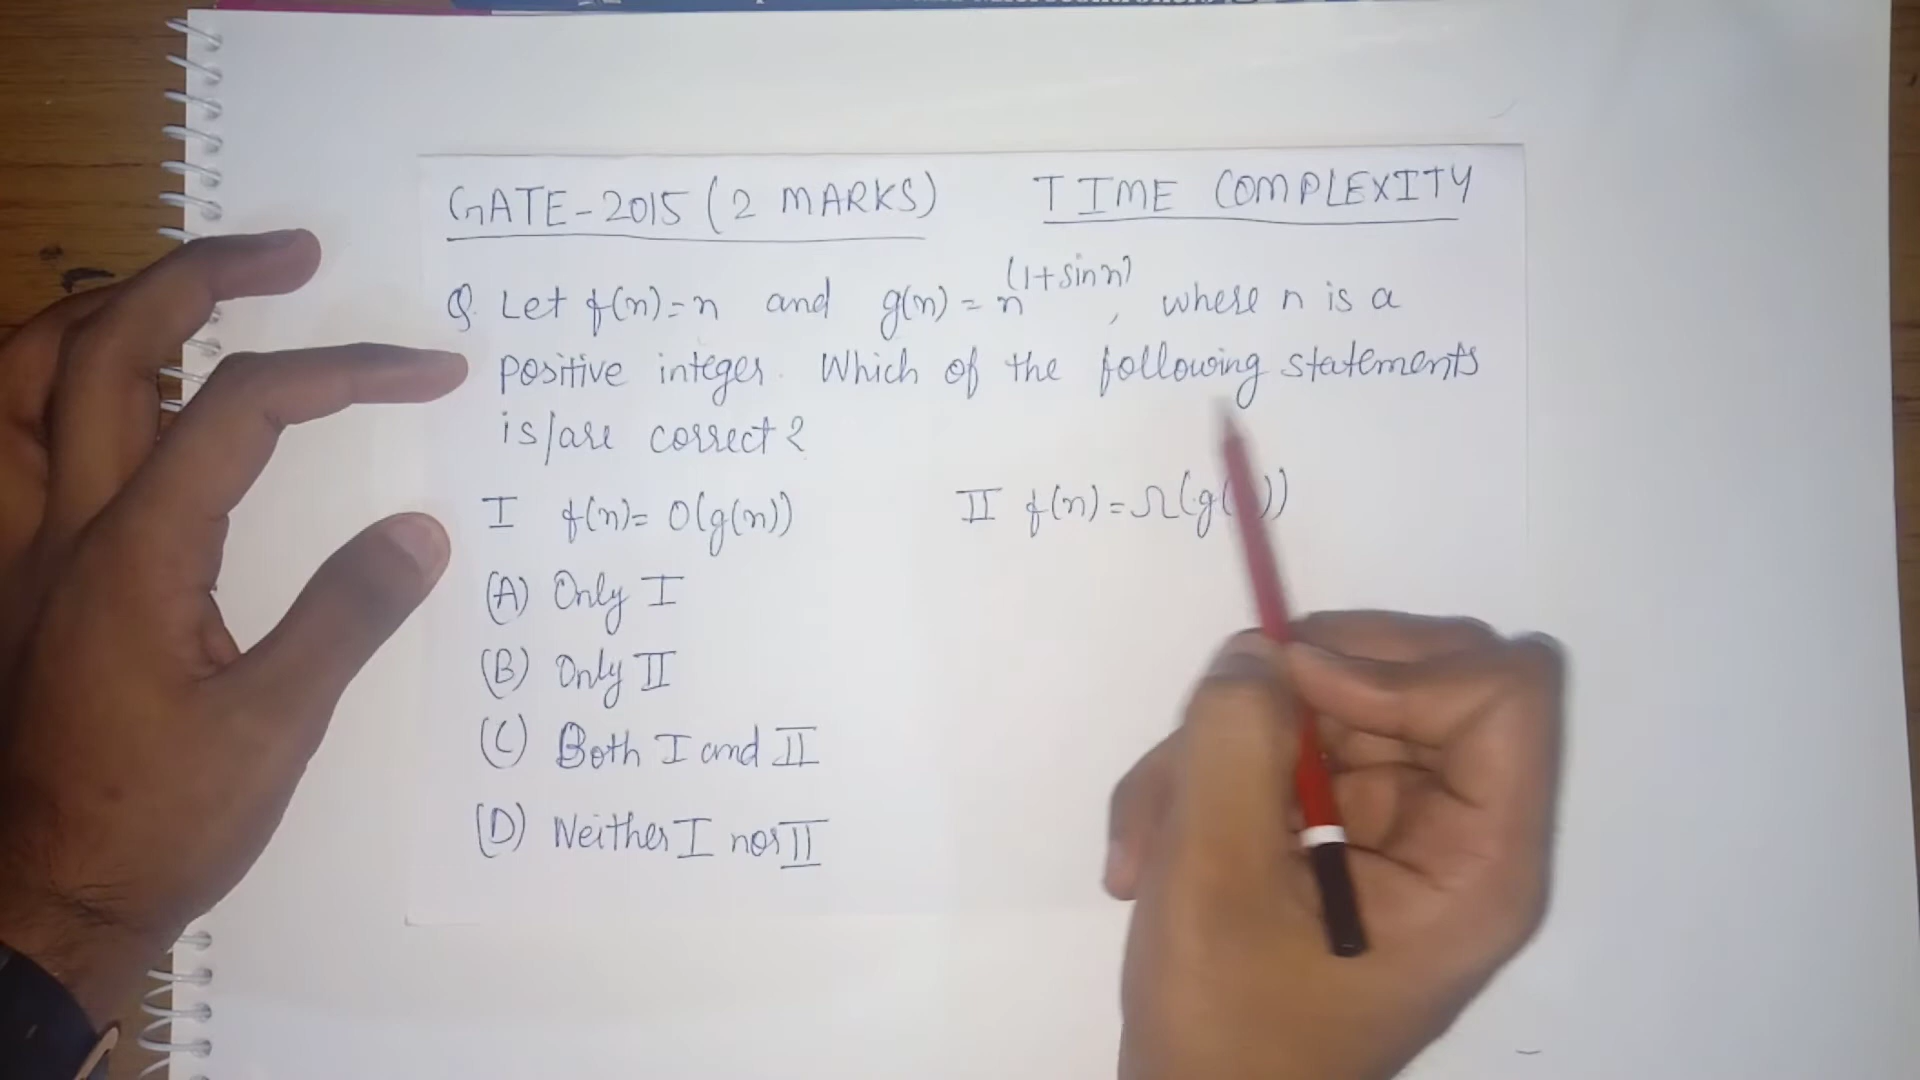 GATE-2015 (2 MARKS) TIME COMPLEXITY
Q. Let f(n)=n and g(n)=n^(1+sin n), where n is a
positive integer. Which of the following statements
is/are correct?
I f(n)= O(g(n)) II f(n)=Ω(g( ))
(A) Only I
(B) Only II
(C) Both I and II
(D) Neither I nor II